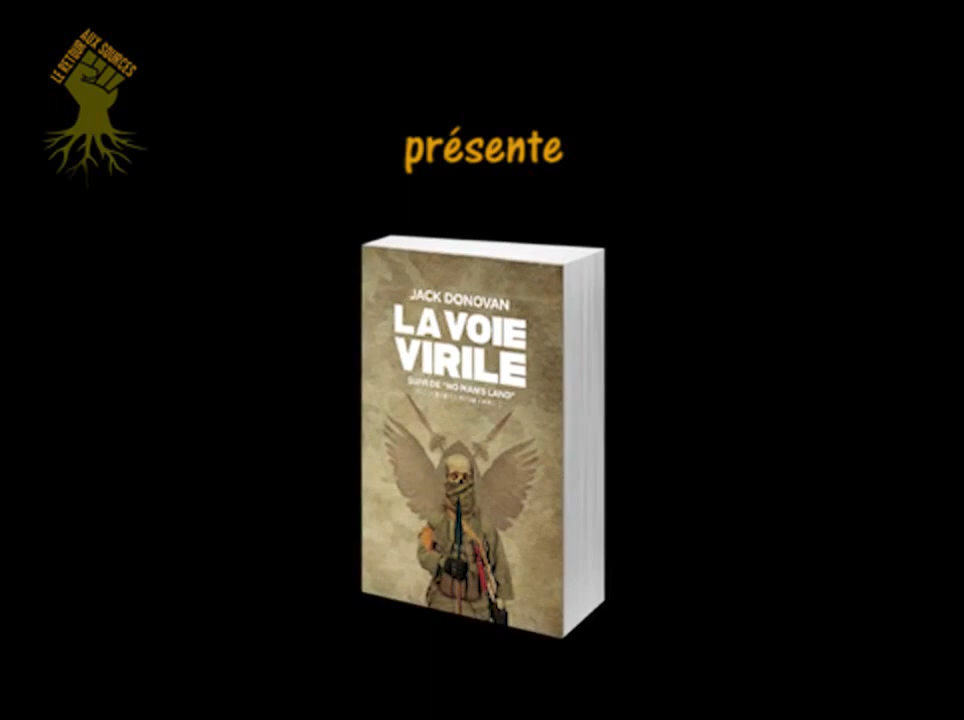 LE RETOUR
AUX SOURCES
présente
JACK DONOVAN
LA VOIE
VIRILE
SUIVI DE "NO MAN'S LAND"